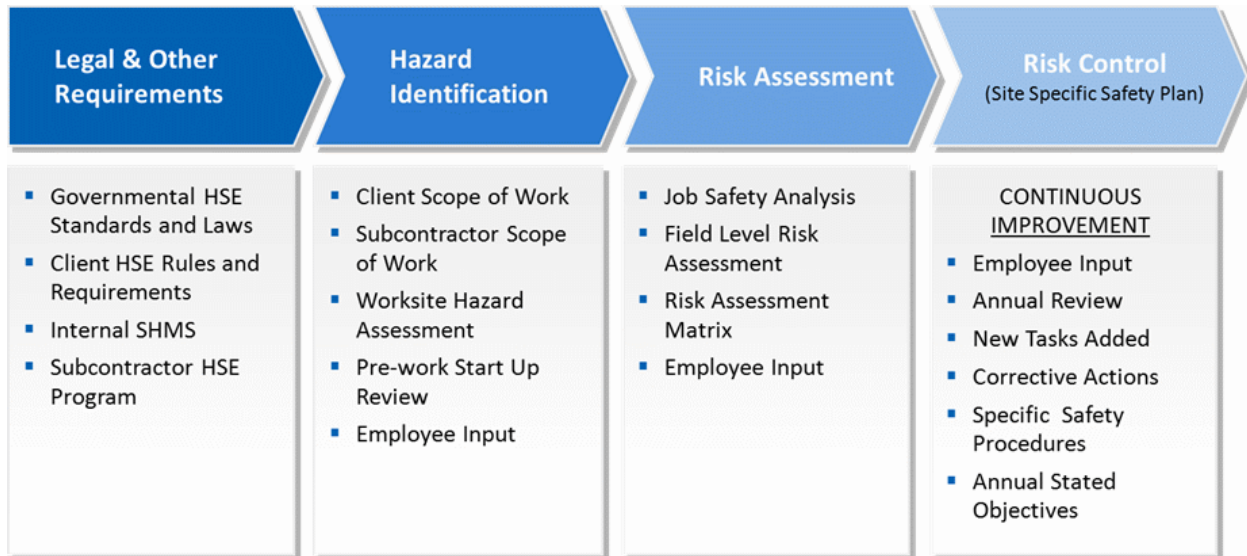 Legal & Other
Requirements
Hazard
Identification
Risk Assessment
Risk Control
(Site Specific Safety Plan)
Governmental HSE
Standards and Laws
Client HSE Rules and
Requirements
Internal SHMS
Subcontractor HSE
Program
Client Scope of Work
Subcontractor Scope
of Work
Worksite Hazard
Assessment
Pre-work Start Up
Review
Employee Input
Job Safety Analysis
Field Level Risk
Assessment
Risk Assessment
Matrix
Employee Input
CONTINUOUS
IMPROVEMENT
Employee Input
Annual Review
New Tasks Added
Corrective Actions
Specific Safety
Procedures
Annual Stated
Objectives